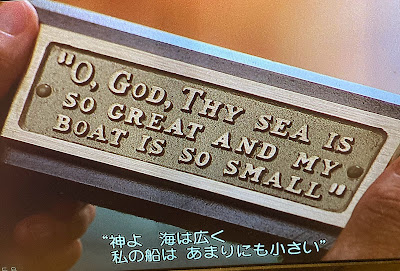 "O, GOD, THY SEA IS
SO GREAT AND MY
BOAT IS SO SMALL"
“神よ　海は広く
私の船は あまりにも小さい”